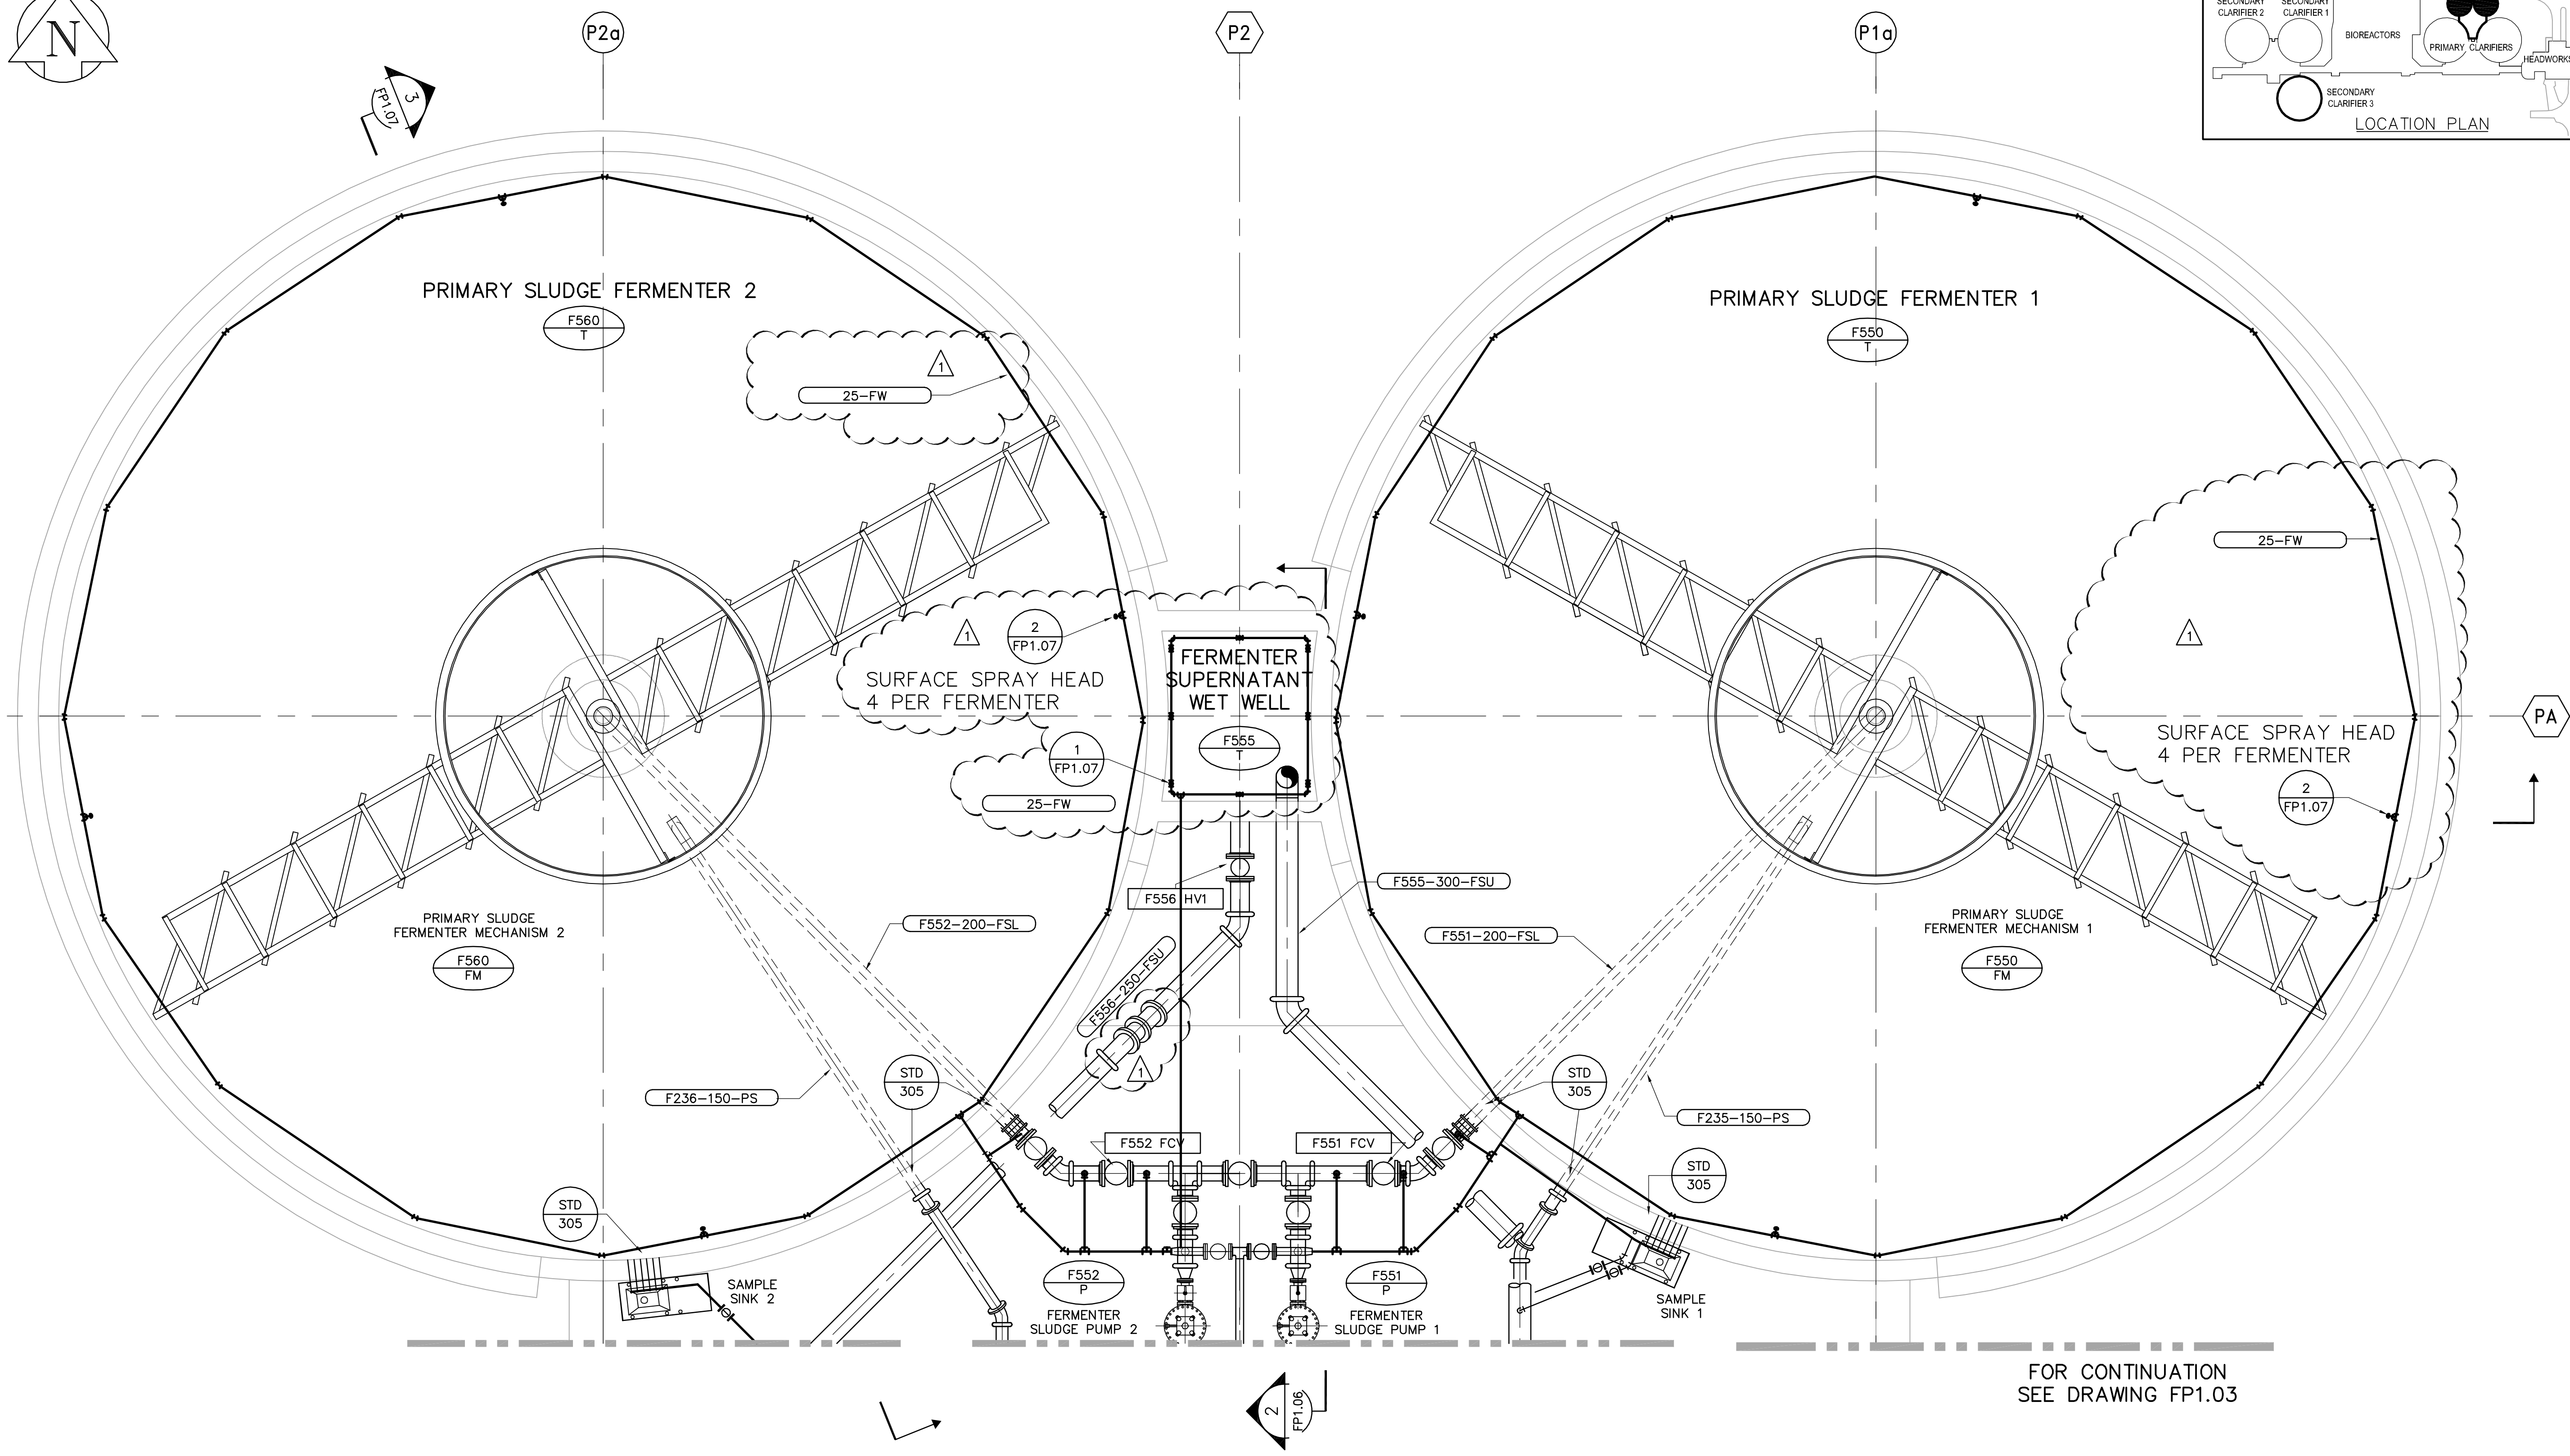 N
P2a
P2
P1a
SECONDARY CLARIFIER 2
SECONDARY CLARIFIER 1
BIOREACTORS
PRIMARY CLARIFIERS
HEADWORKS
SECONDARY
CLARIFIER 3
LOCATION PLAN
3
FP1.07
PRIMARY SLUDGE FERMENTER 2
F560
T
1
25-FW
PRIMARY SLUDGE FERMENTER 1
F550
T
25-FW
1
SURFACE SPRAY HEAD
4 PER FERMENTER
2
FP1.07
PA
1
2
FP1.07
SURFACE SPRAY HEAD
4 PER FERMENTER
1
FP1.07
25-FW
FERMENTER
SUPERNATANT
WET WELL
F555
T
F556 HV1
F555-300-FSU
PRIMARY SLUDGE
FERMENTER MECHANISM 2
F560
FM
F552-200-FSL
F551-200-FSL
PRIMARY SLUDGE
FERMENTER MECHANISM 1
F550
FM
F556-250-FSU
1
F236-150-PS
STD
305
STD
305
F235-150-PS
F552 FCV
F551 FCV
STD
305
STD
305
SAMPLE
SINK 2
F552
P
FERMENTER
SLUDGE PUMP 2
F551
P
FERMENTER
SLUDGE PUMP 1
SAMPLE
SINK 1
2
FP1.06
FOR CONTINUATION
SEE DRAWING FP1.03